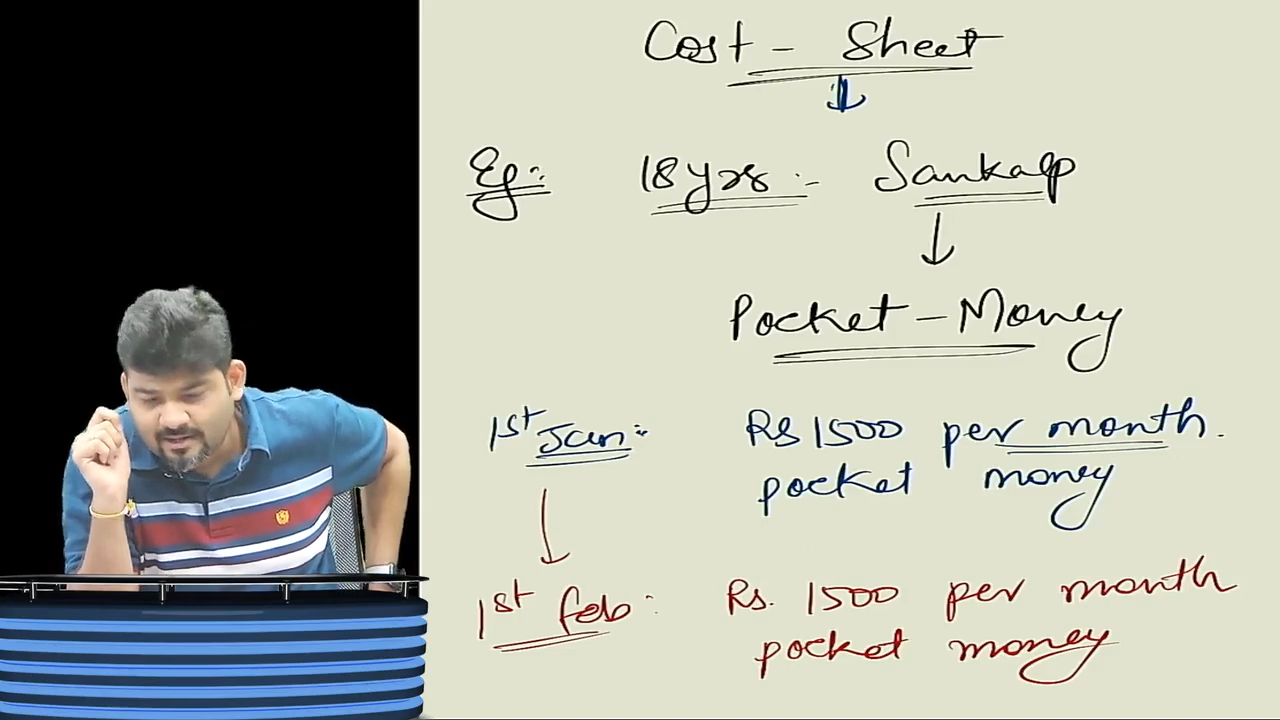 Cost - Sheet
Eg:- 18yrs :- Sankalp
Pocket - Money
1st Jan :- Rs 1500 per month.
pocket money
1st feb :- Rs. 1500 per month
pocket money